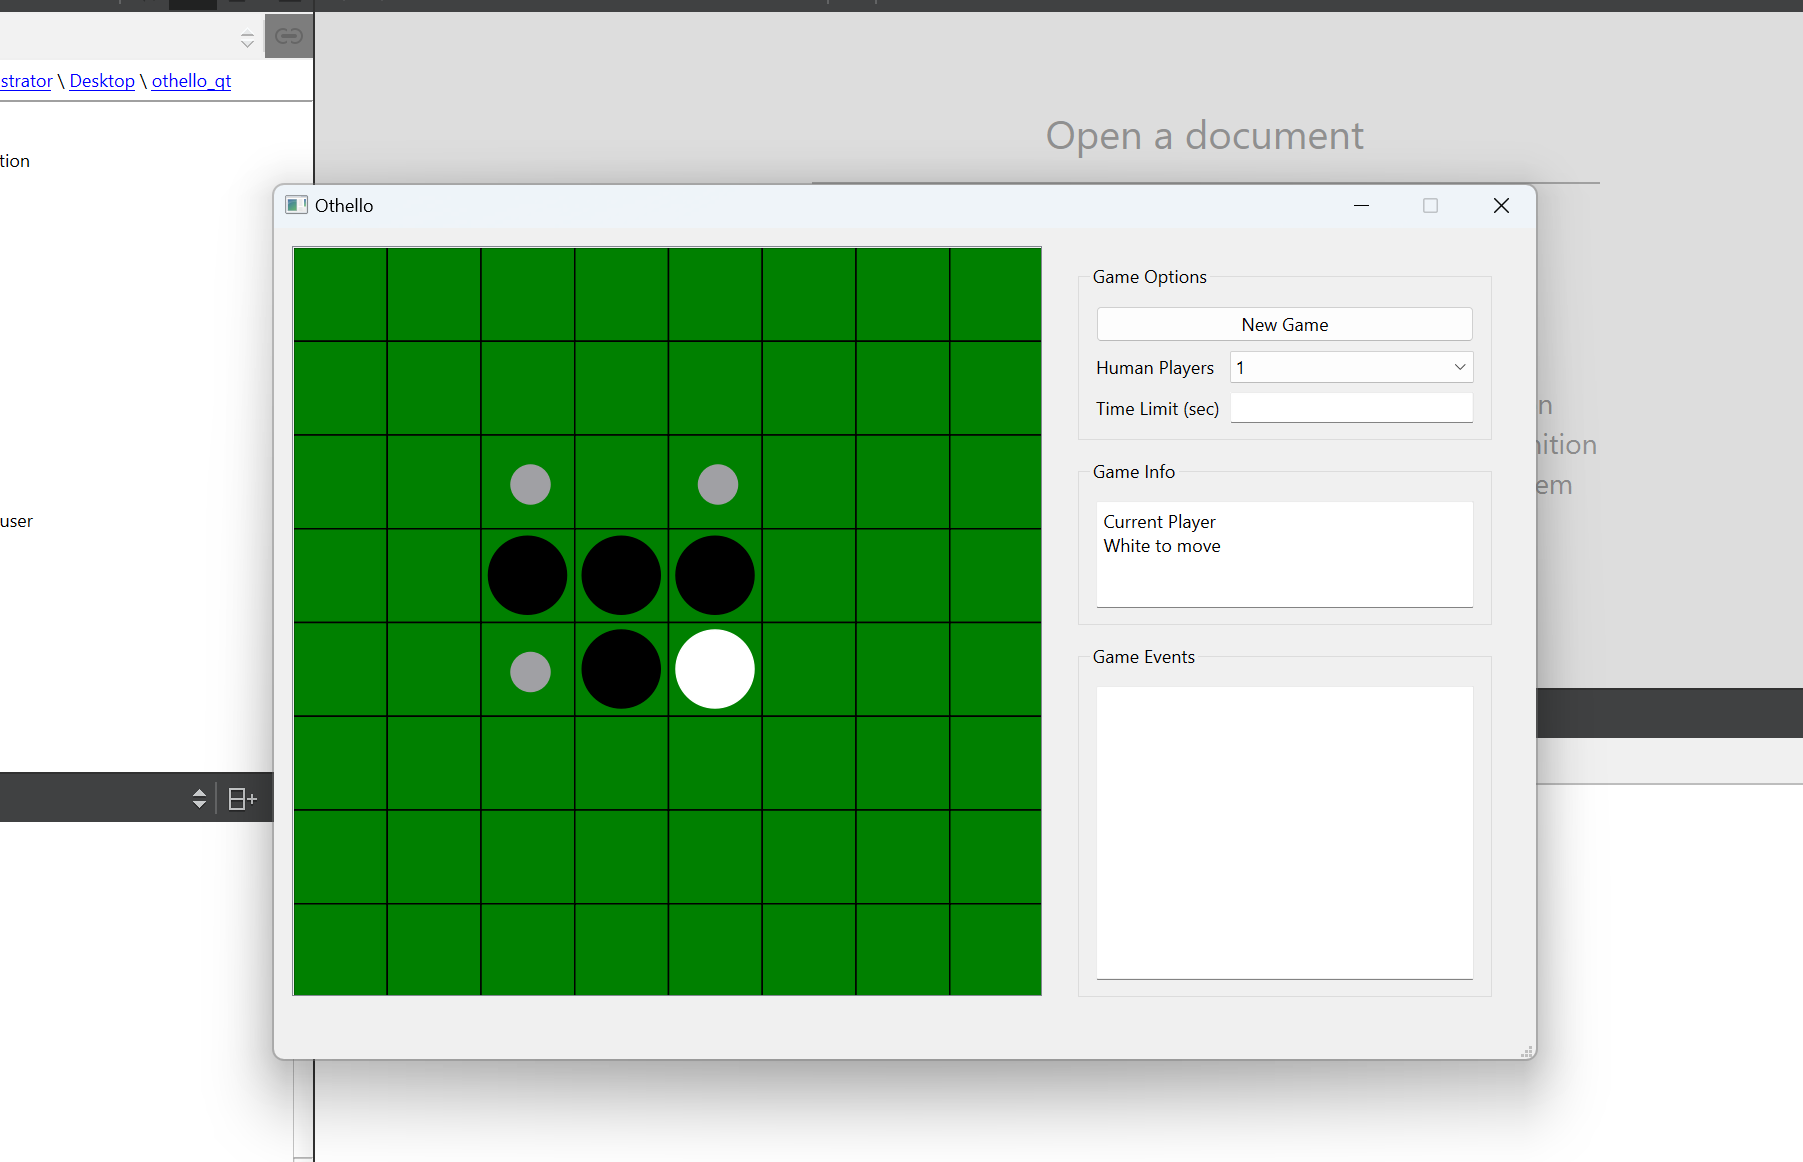 strator \ Desktop \ othello_qt
tion
user
Open a document
n
nition
em
Othello
Game Options
New Game
Human Players 1
Time Limit (sec)
Game Info
Current Player
White to move
Game Events